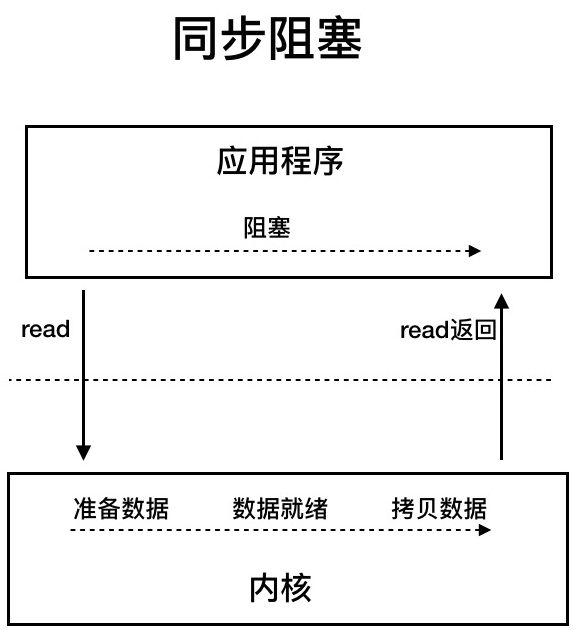 同步阻塞
应用程序
阻塞
read
read返回
准备数据 数据就绪 拷贝数据
内核